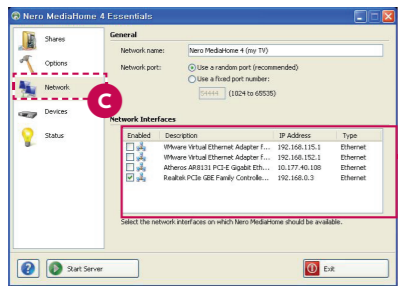 Nero MediaHome 4 Essentials
Shares
Options
Network
Devices
Status
C
General
Network name: Nero MediaHome 4 (my TV)
Network port: Use a random port (recommended)
Use a fixed port number:
54444 (1024 to 65535)
Network Interfaces
Enabled Description IP Address Type
VMware Virtual Ethernet Adapter f... 192.168.115.1 Ethernet
VMware Virtual Ethernet Adapter f... 192.168.152.1 Ethernet
Atheros AR8131 PCI-E Gigabit Eth... 10.177.40.108 Ethernet
Realtek PCIe GBE Family Controlle... 192.168.0.3 Ethernet
Select the network interfaces on which Nero MediaHome should be available.
? Start Server Exit